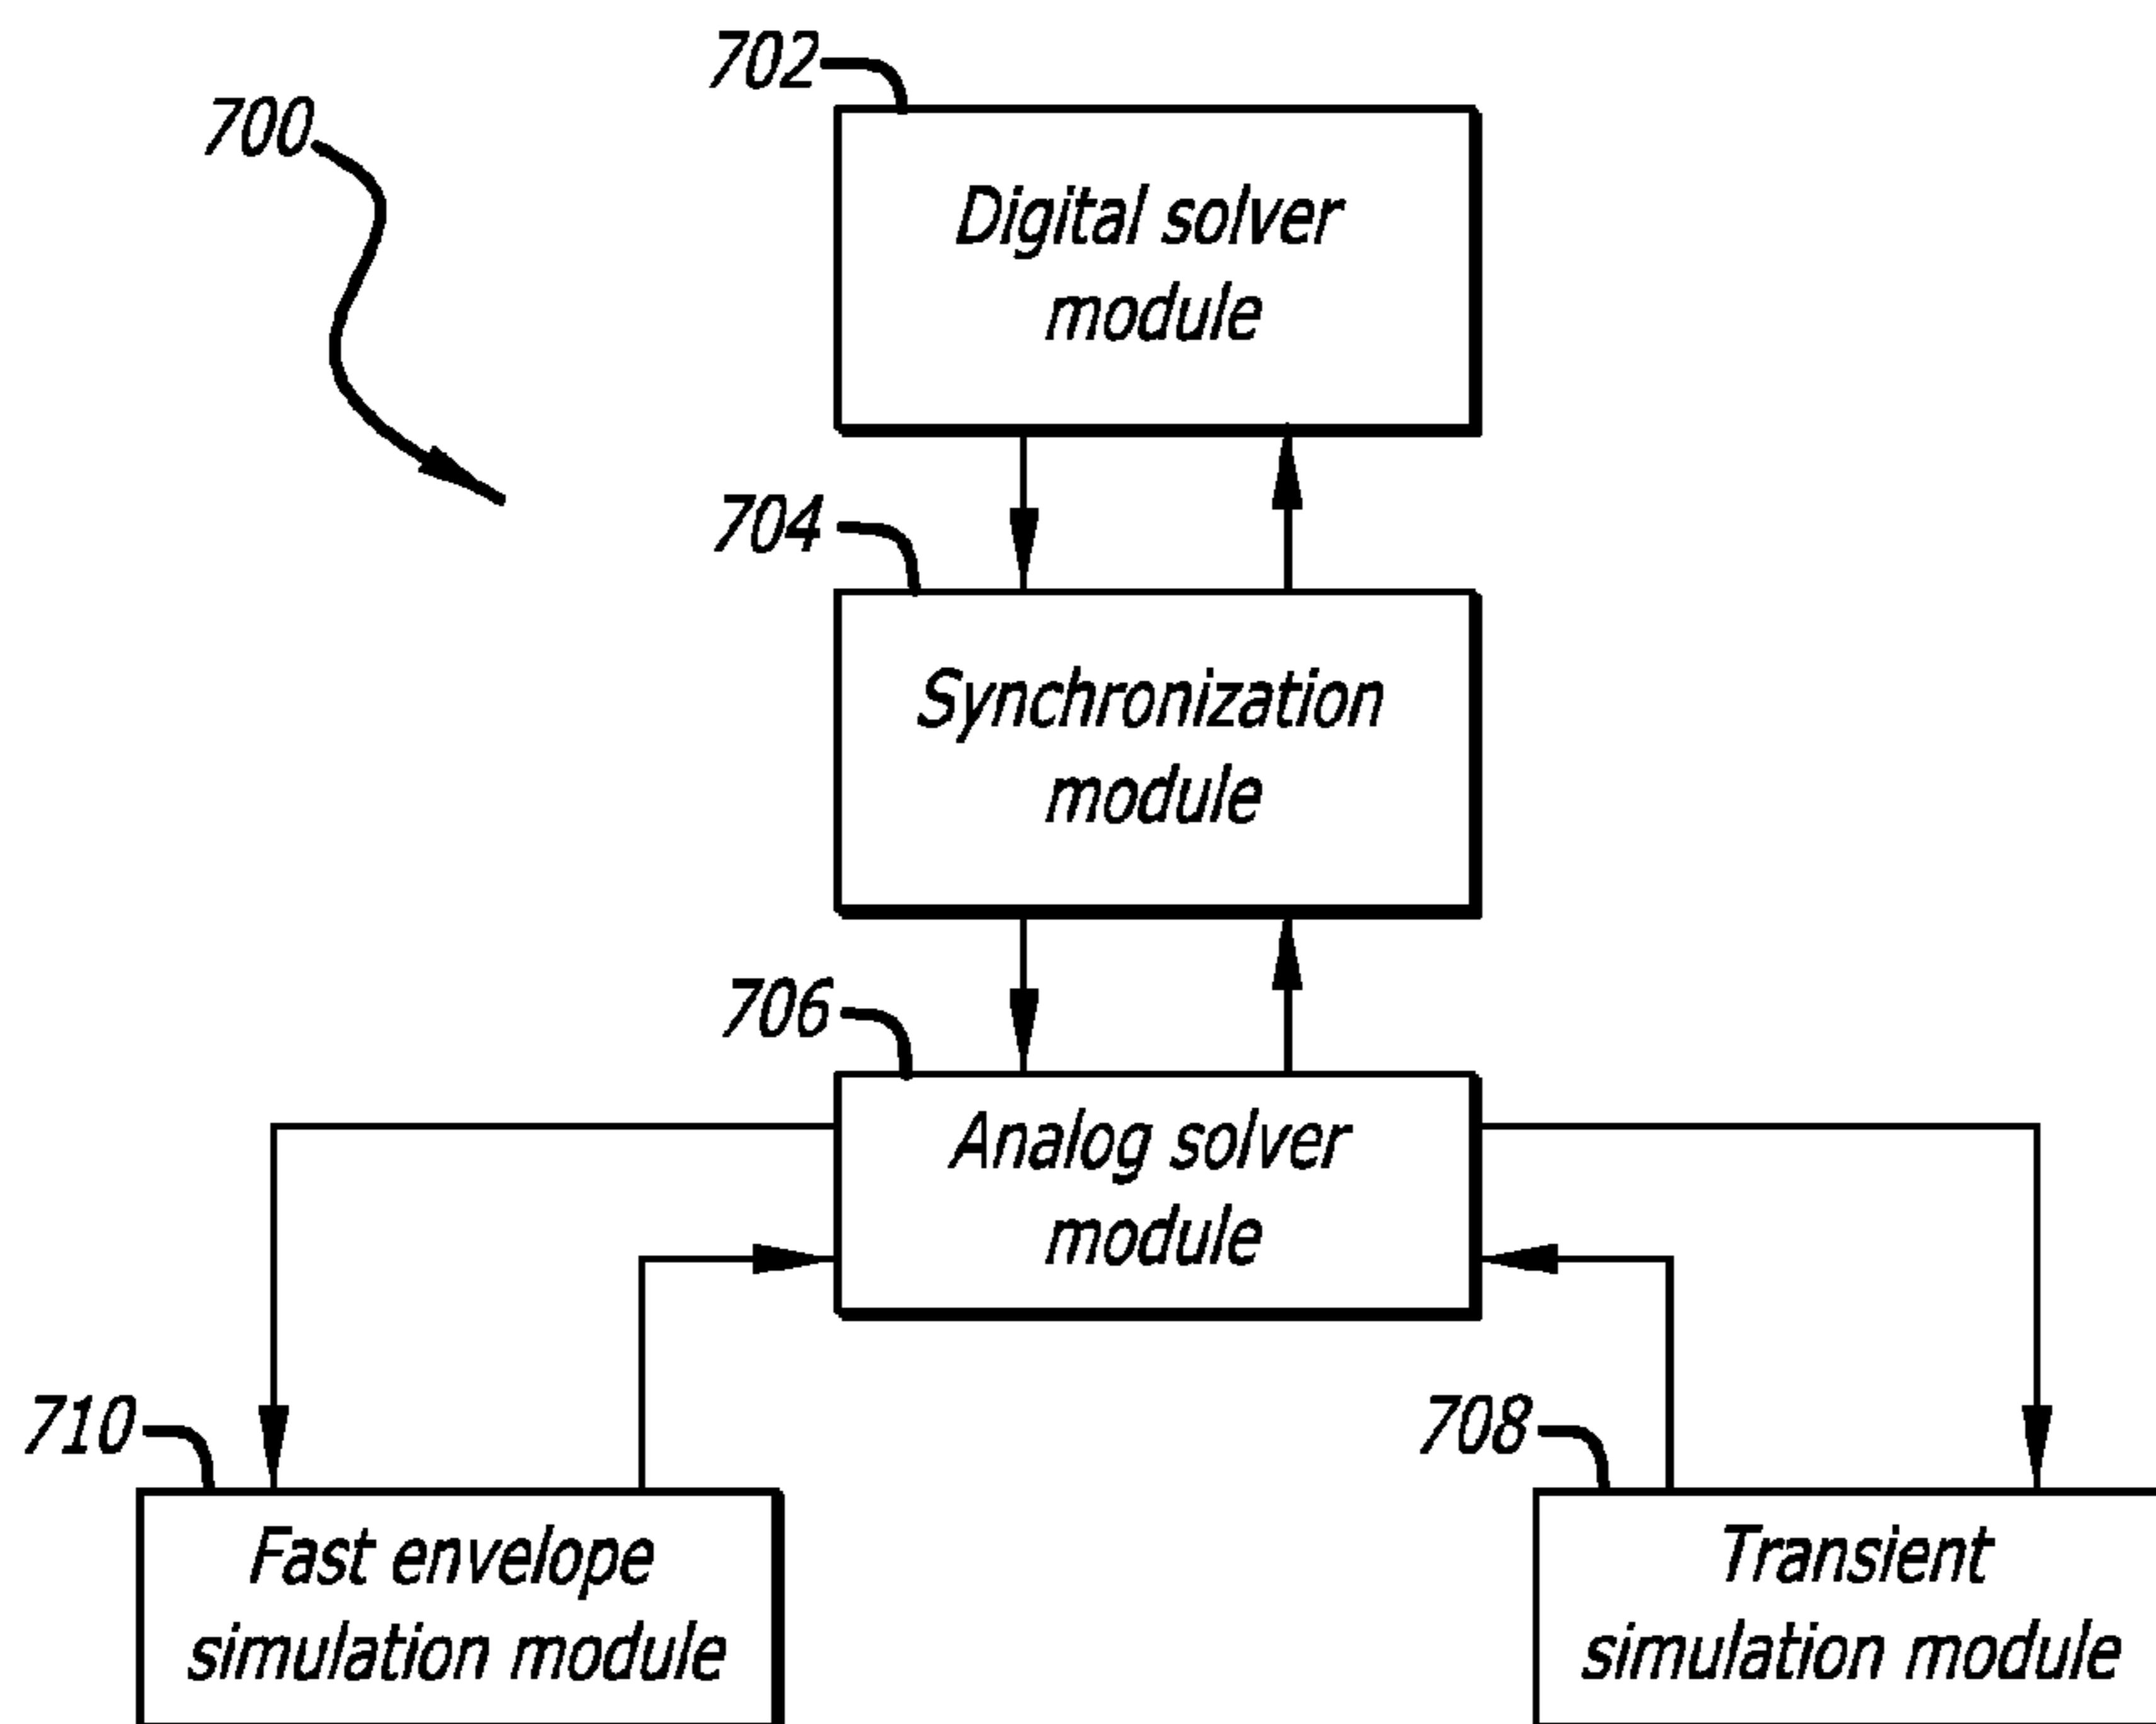 702
700
Digital solver
module
704
Synchronization
module
706
Analog solver
module
710
708
Fast envelope
simulation module
Transient
simulation module